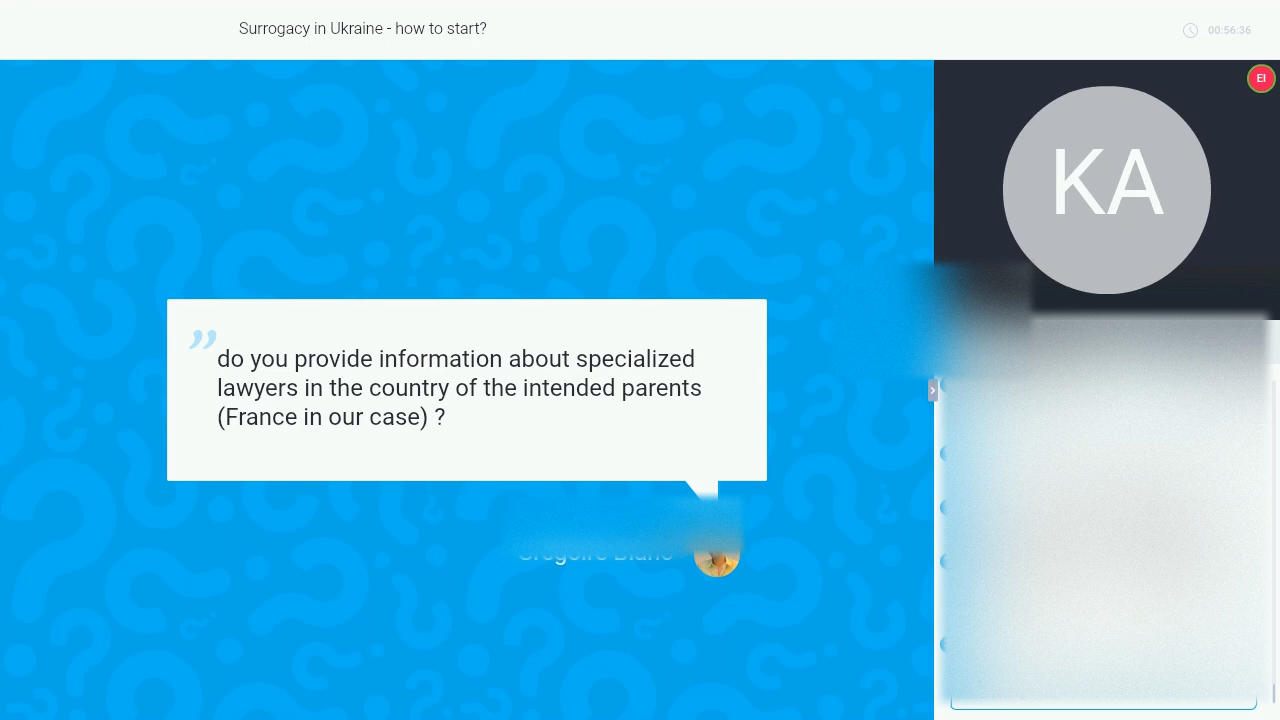 Surrogacy in Ukraine - how to start?
00:56:36
EI
KA
”
do you provide information about specialized
lawyers in the country of the intended parents
(France in our case) ?